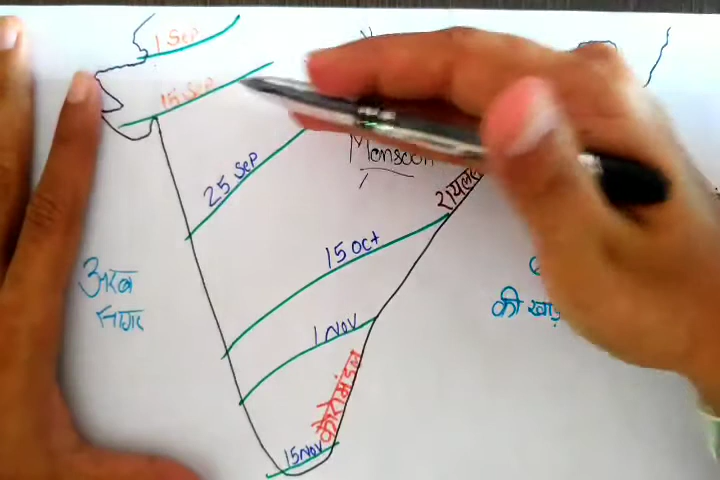 1 Sep
15 Sep
Monsoon
25 Sep
15 Oct
अरब
सागर
की खाड़
1 Nov
कोरोमंडल
15 Nov